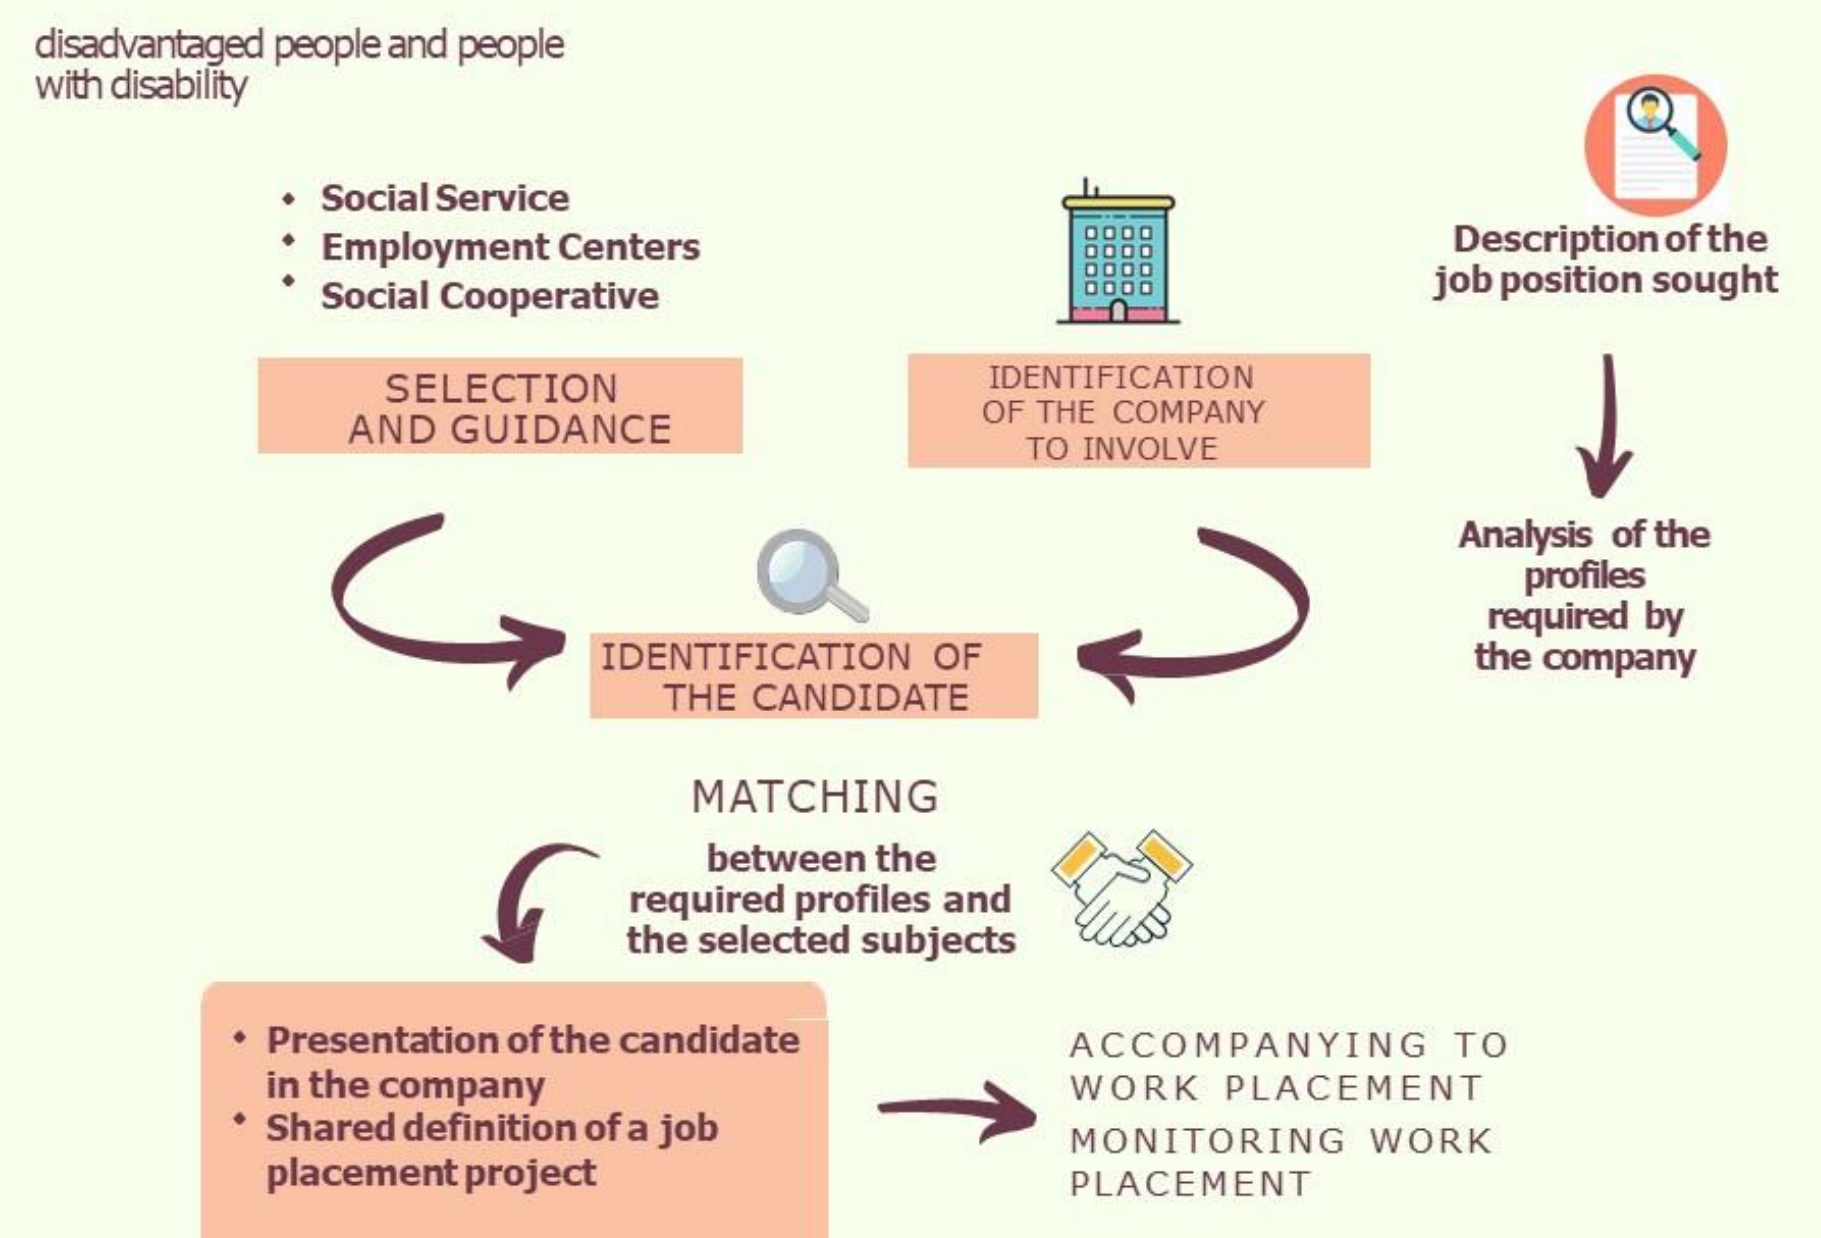 disadvantaged people and people
with disability
• Social Service
• Employment Centers
• Social Cooperative
SELECTION
AND GUIDANCE
IDENTIFICATION
OF THE COMPANY
TO INVOLVE
Description of the
job position sought
Analysis of the
profiles
required by
the company
IDENTIFICATION OF
THE CANDIDATE
MATCHING
between the
required profiles and
the selected subjects
• Presentation of the candidate
in the company
• Shared definition of a job
placement project
ACCOMPANYING TO
WORK PLACEMENT
MONITORING WORK
PLACEMENT